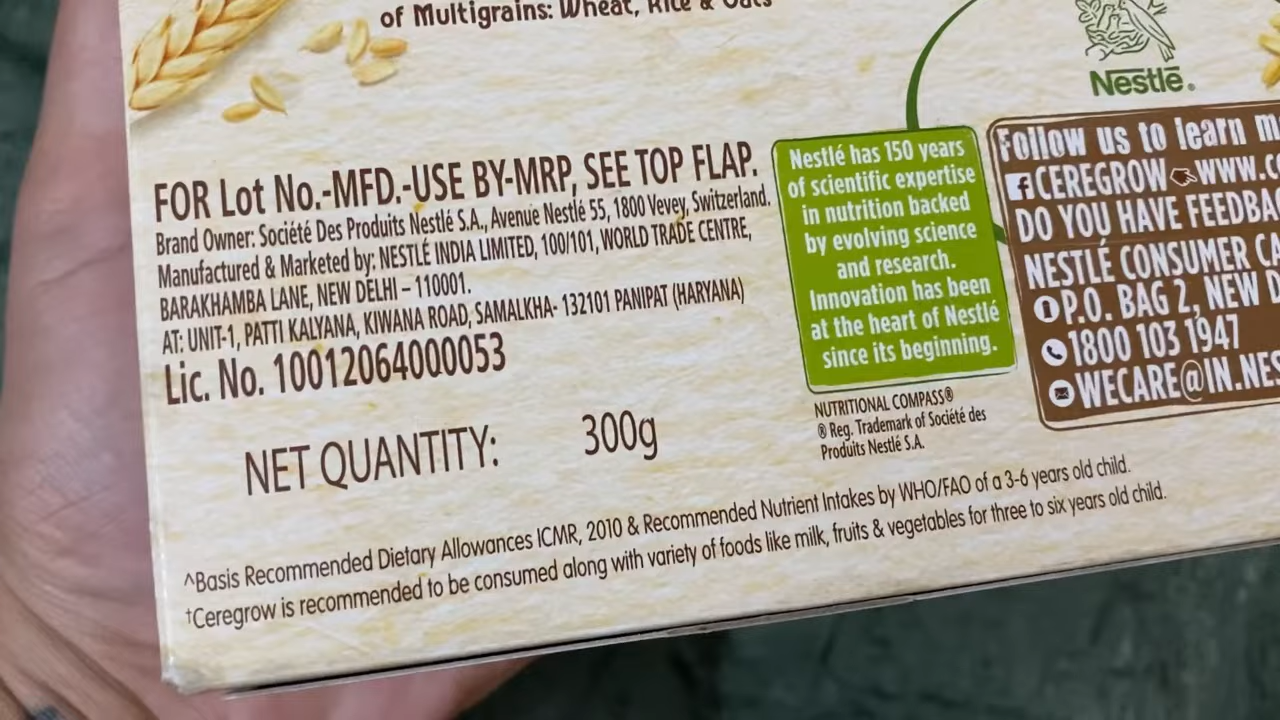 of Multigrains: Wheat, Rice & Oats
Nestlé®
FOR Lot No.-MFD.-USE BY-MRP, SEE TOP FLAP.
Brand Owner: Société Des Produits Nestlé S.A., Avenue Nestlé 55, 1800 Vevey, Switzerland.
Manufactured & Marketed by: NESTLÉ INDIA LIMITED, 100/101, WORLD TRADE CENTRE,
BARAKHAMBA LANE, NEW DELHI – 110001.
AT: UNIT-1, PATTI KALYANA, KIWANA ROAD, SAMALKHA- 132101 PANIPAT (HARYANA)
Lic. No. 10012064000053
NET QUANTITY: 300g
Nestlé has 150 years
of scientific expertise
in nutrition backed
by evolving science
and research.
Innovation has been
at the heart of Nestlé
since its beginning.
NUTRITIONAL COMPASS®
® Reg. Trademark of Société des
Produits Nestlé S.A.
Follow us to learn
CEREGROW WWW.
DO YOU HAVE
NESTLÉ CONSUMER
P.O. BAG 2, NEW
1800 103 1947
WECARE@IN.NES
^Basis Recommended Dietary Allowances ICMR, 2010 & Recommended Nutrient Intakes by WHO/FAO of a 3-6 years old child.
†Ceregrow is recommended to be consumed along with variety of foods like milk, fruits & vegetables for three to six years old child.